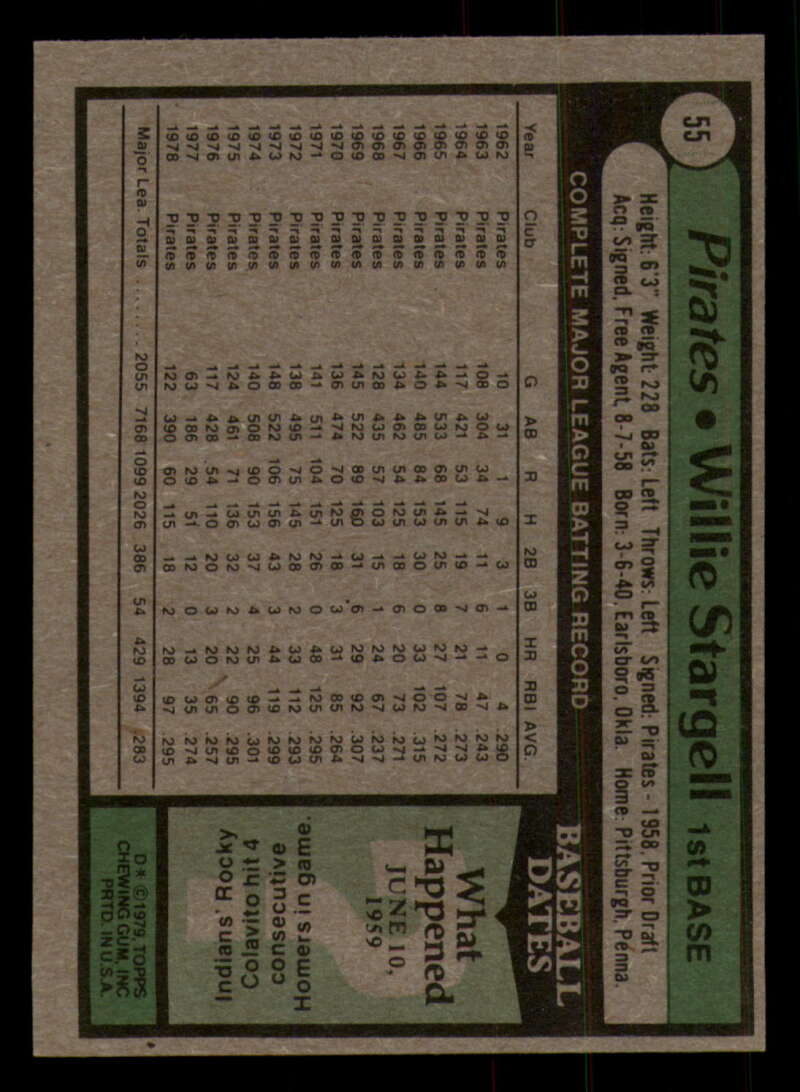 55
Pirates • Willie Stargell 1st BASE
Height: 6'3" Weight: 228 Bats: Left Throws: Left Signed: Pirates - 1958, Prior Draft
Acq: Signed, Free Agent, 8-7-58 Born: 3-6-40, Earlsboro, Okla. Home: Pittsburgh, Penna.
COMPLETE MAJOR LEAGUE BATTING RECORD
Year Club G AB R H 2B 3B HR RBI AVG.
1962 Pirates 10 31 1 9 3 1 0 4 .290
1963 Pirates 108 304 34 74 11 6 11 47 .243
1964 Pirates 117 421 53 115 19 7 21 78 .273
1965 Pirates 144 533 68 145 25 8 27 107 .272
1966 Pirates 140 485 84 153 30 0 33 102 .315
1967 Pirates 134 462 54 125 18 6 20 73 .271
1968 Pirates 128 435 57 103 15 1 24 67 .237
1969 Pirates 145 522 89 160 31 6 29 92 .307
1970 Pirates 136 474 70 125 18 3 31 85 .264
1971 Pirates 141 511 104 151 26 0 48 125 .295
1972 Pirates 138 495 75 145 28 2 33 112 .293
1973 Pirates 148 522 106 156 43 3 44 119 .299
1974 Pirates 140 508 90 153 37 4 25 96 .301
1975 Pirates 124 461 71 136 32 2 22 90 .295
1976 Pirates 117 428 54 110 20 3 20 65 .257
1977 Pirates 63 186 29 51 12 0 13 35 .274
1978 Pirates 122 390 60 115 18 2 28 97 .295
Major Lea. Totals ........ 2055 7168 1099 2026 386 54 429 1394 .283
BASEBALL
DATES
What
Happened
JUNE 10,
1959
Indians' Rocky
Colavito hit 4
consecutive
Homers in game.
D* ©1979, TOPPS
CHEWING GUM, INC
PRTD. IN U.S.A.